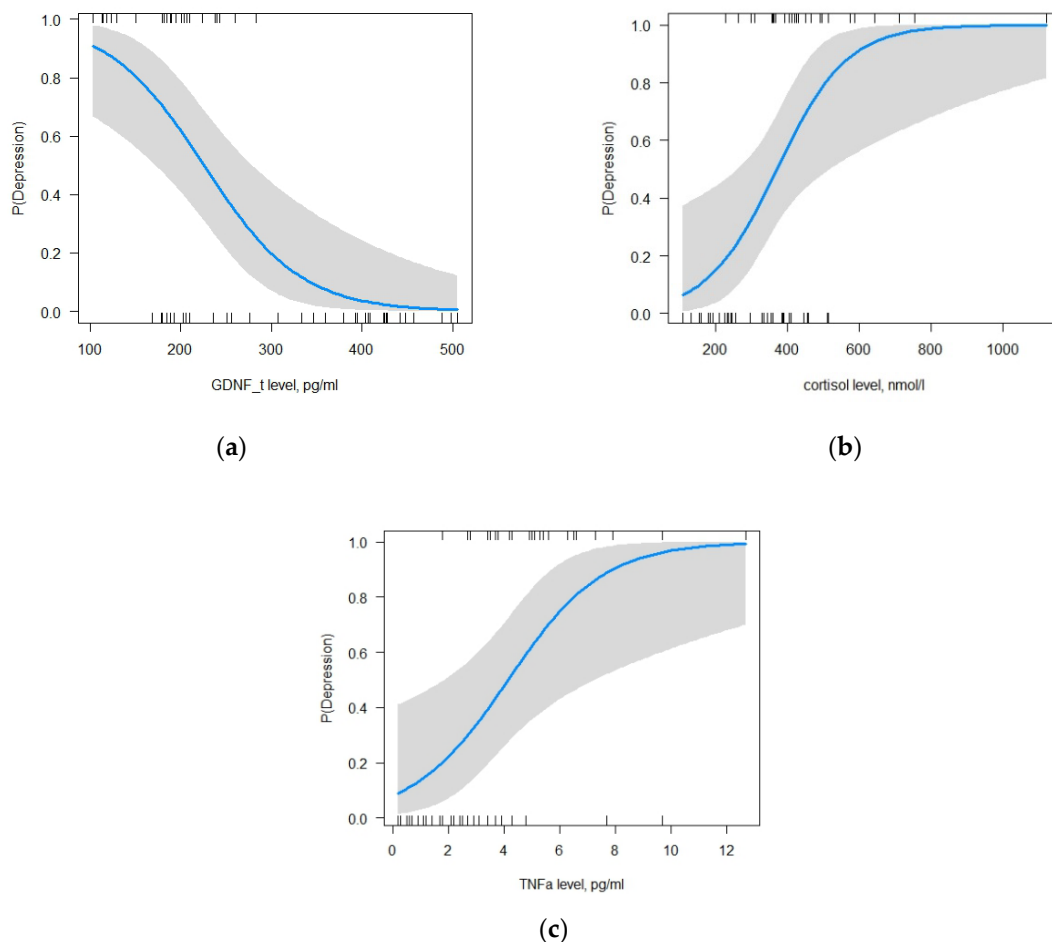 1.0
0.8
0.6
0.4
0.2
0.0
P(Depression)
100 200 300 400 500
GDNF_t level, pg/ml
(a)
1.0
0.8
0.6
0.4
0.2
0.0
P(Depression)
200 400 600 800 1000
cortisol level, nmol/l
(b)
1.0
0.8
0.6
0.4
0.2
0.0
P(Depression)
0 2 4 6 8 10 12
TNFa level, pg/ml
(c)